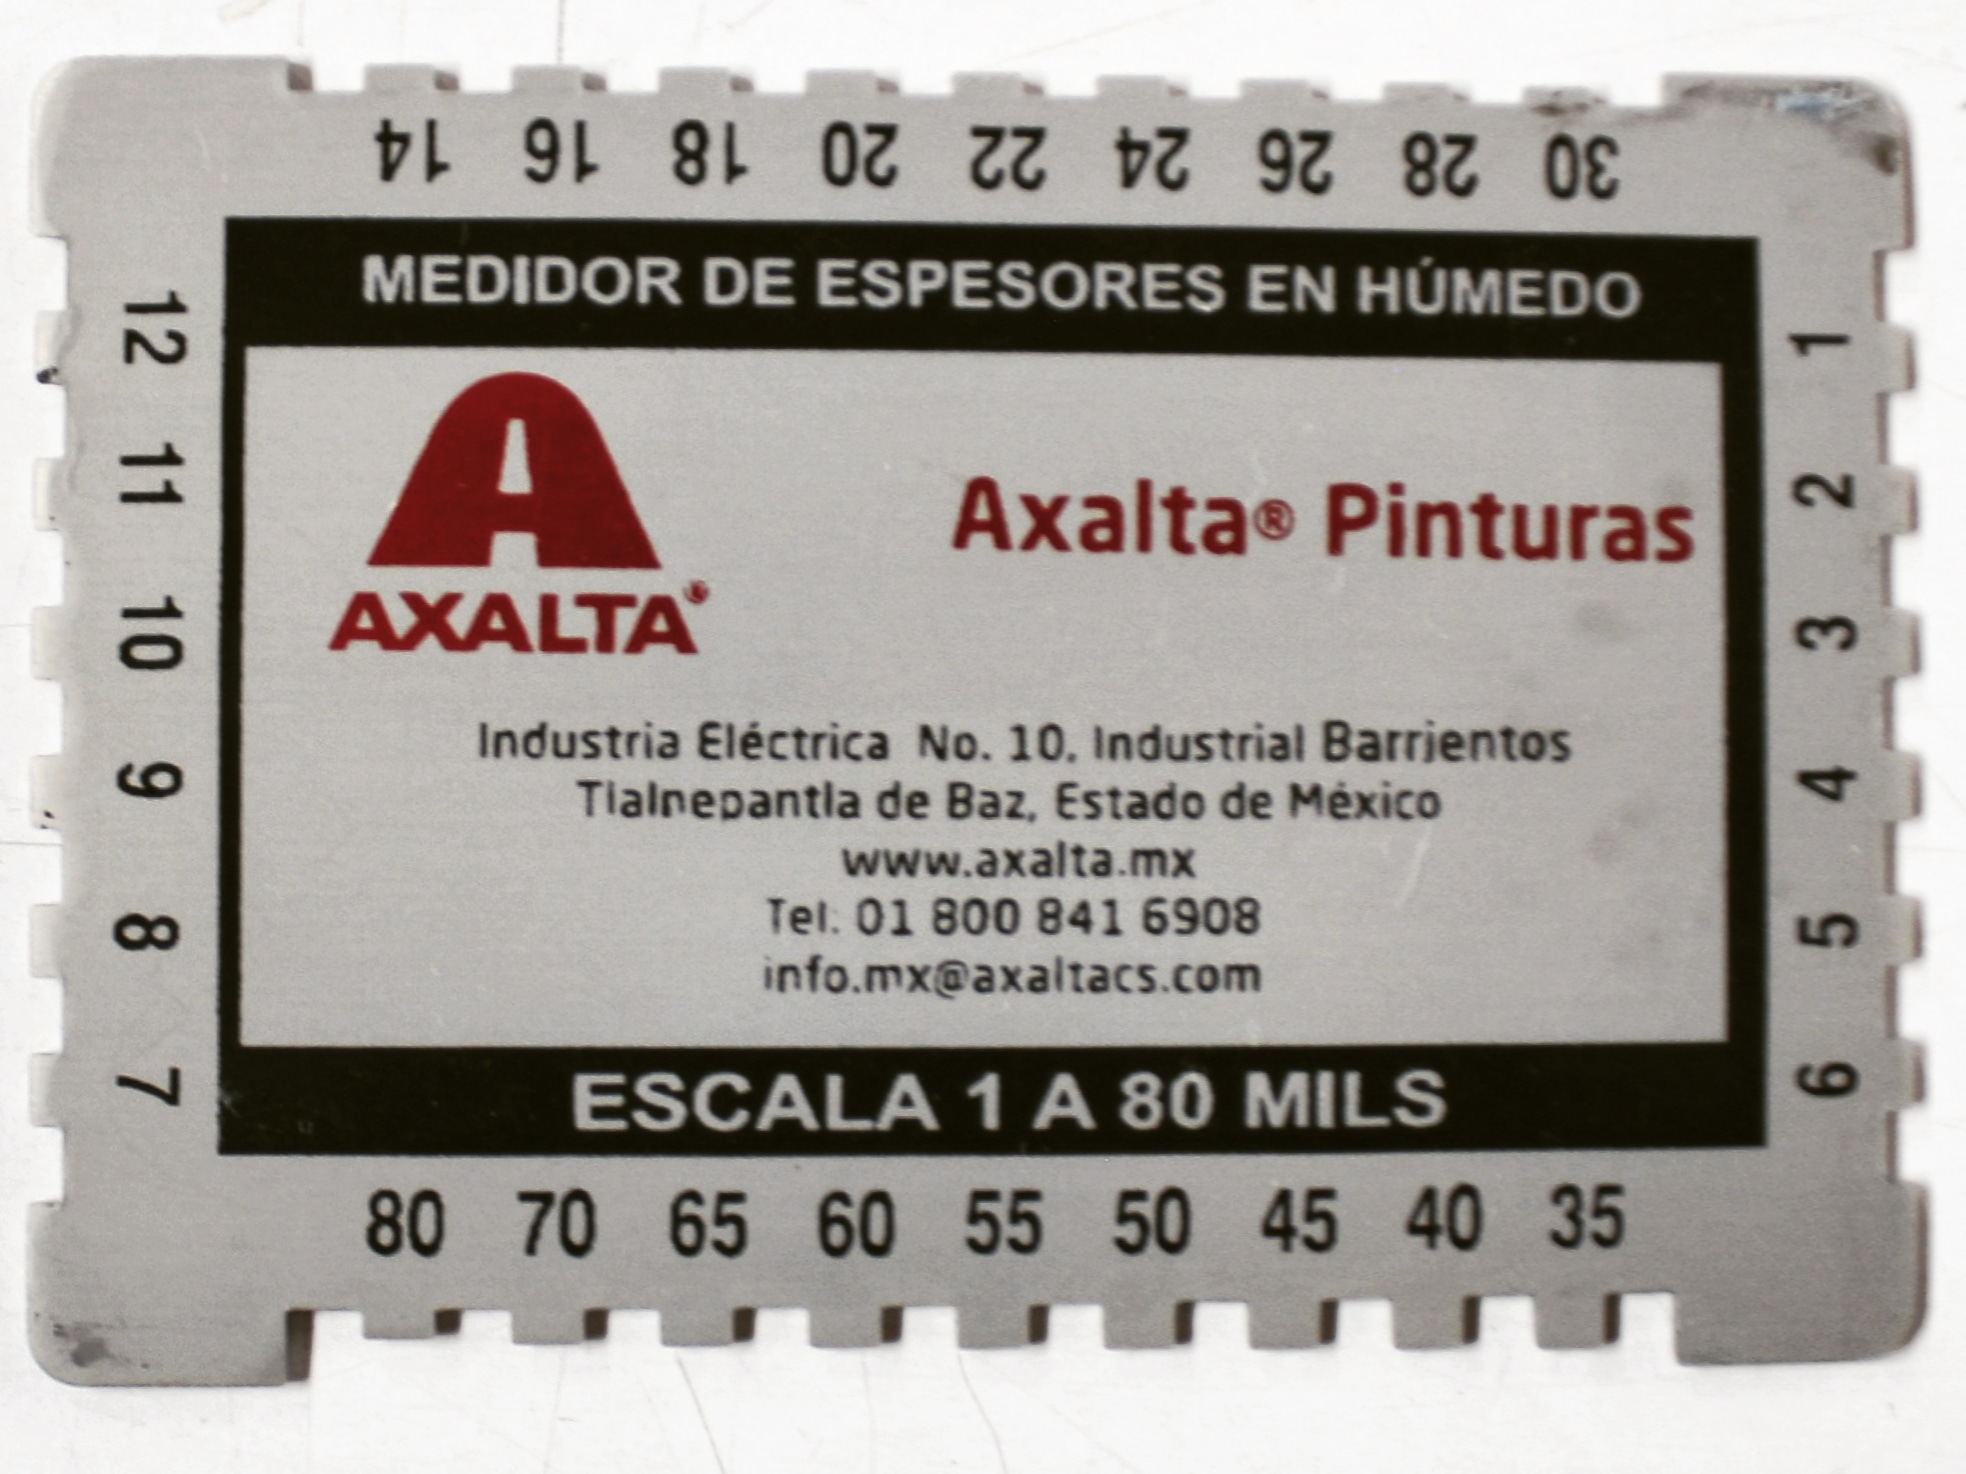 14 16 18 20 22 24 26 28 30
MEDIDOR DE ESPESORES EN HÚMEDO
AXALTA®
Axalta® Pinturas
Industria Eléctrica No. 10, Industrial Barrientos
Tlalnepantla de Baz, Estado de México
www.axalta.mx
Tel. 01 800 841 6908
info.mx@axaltacs.com
ESCALA 1 A 80 MILS
12 11 10 9 8 7
1 2 3 4 5 6
80 70 65 60 55 50 45 40 35